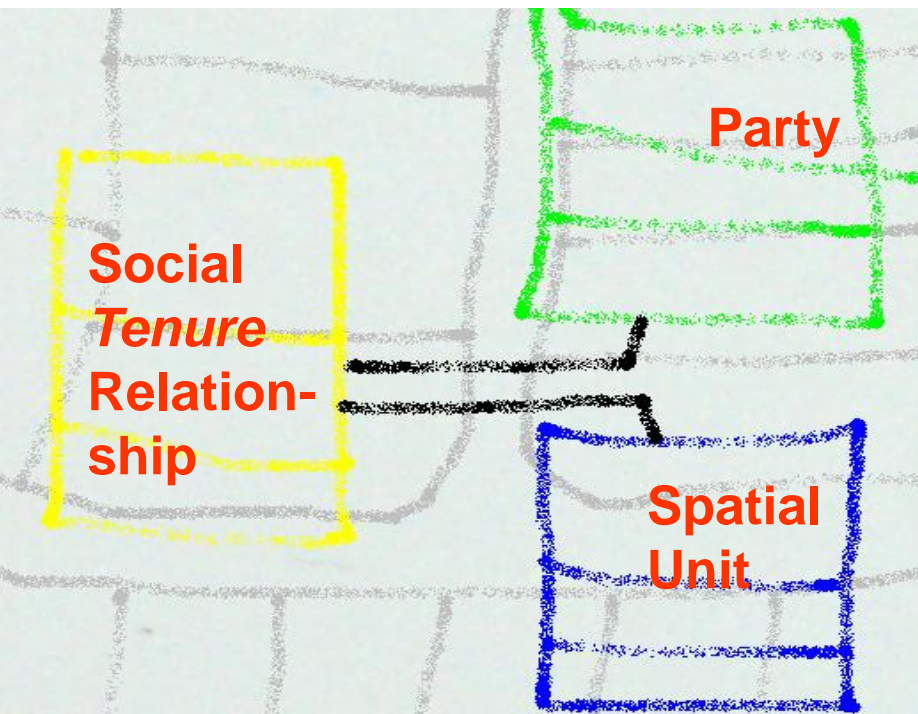 Party
Social
Tenure
Relation-
ship
Spatial
Unit